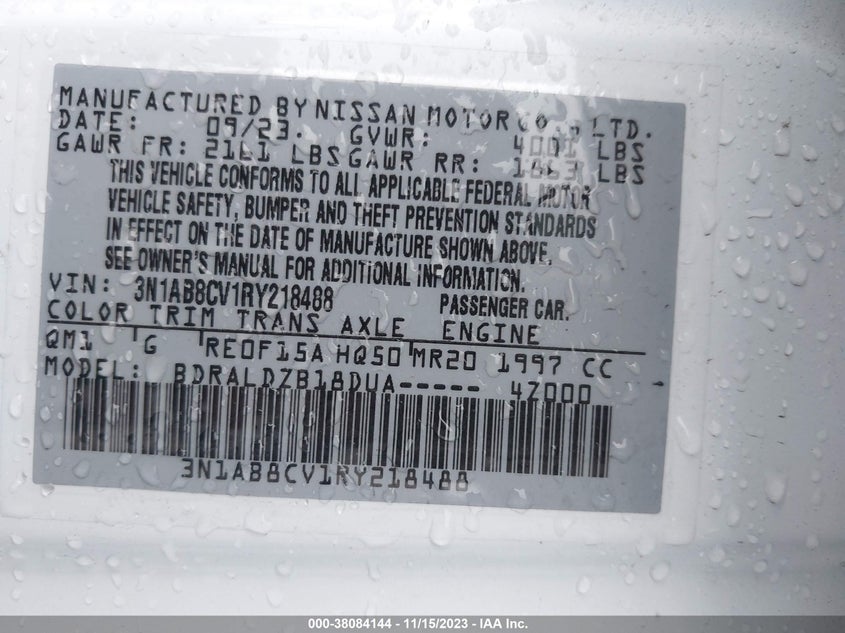 MANUFACTURED BY NISSAN MOTOR CO., LTD.
DATE: 09/23. GVWR: 4001 LBS
GAWR FR: 2161 LBS GAWR RR: 1863 LBS
THIS VEHICLE CONFORMS TO ALL APPLICABLE FEDERAL MOTOR
VEHICLE SAFETY, BUMPER AND THEFT PREVENTION STANDARDS
IN EFFECT ON THE DATE OF MANUFACTURE SHOWN ABOVE.
SEE OWNER'S MANUAL FOR ADDITIONAL INFORMATION.
VIN: 3N1AB8CV1RY218488 PASSENGER CAR.
COLOR TRIM TRANS AXLE ENGINE
QM1 G RE0F15A HQ50 MR20 1997 CC
MODEL: BDRALDZB18DUA----- 4Z000
3N1AB8CV1RY218488
000-38084144 - 11/15/2023 - IAA Inc.